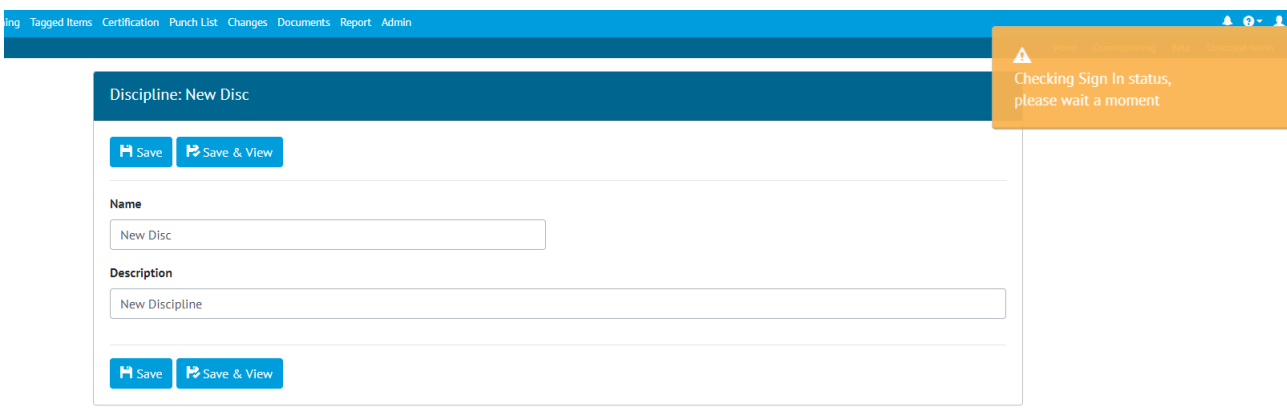 ing Tagged Items Certification Punch List Changes Documents Report Admin
Checking Sign In status,
please wait a moment
Discipline: New Disc
Save Save & View
Name
New Disc
Description
New Discipline
Save Save & View